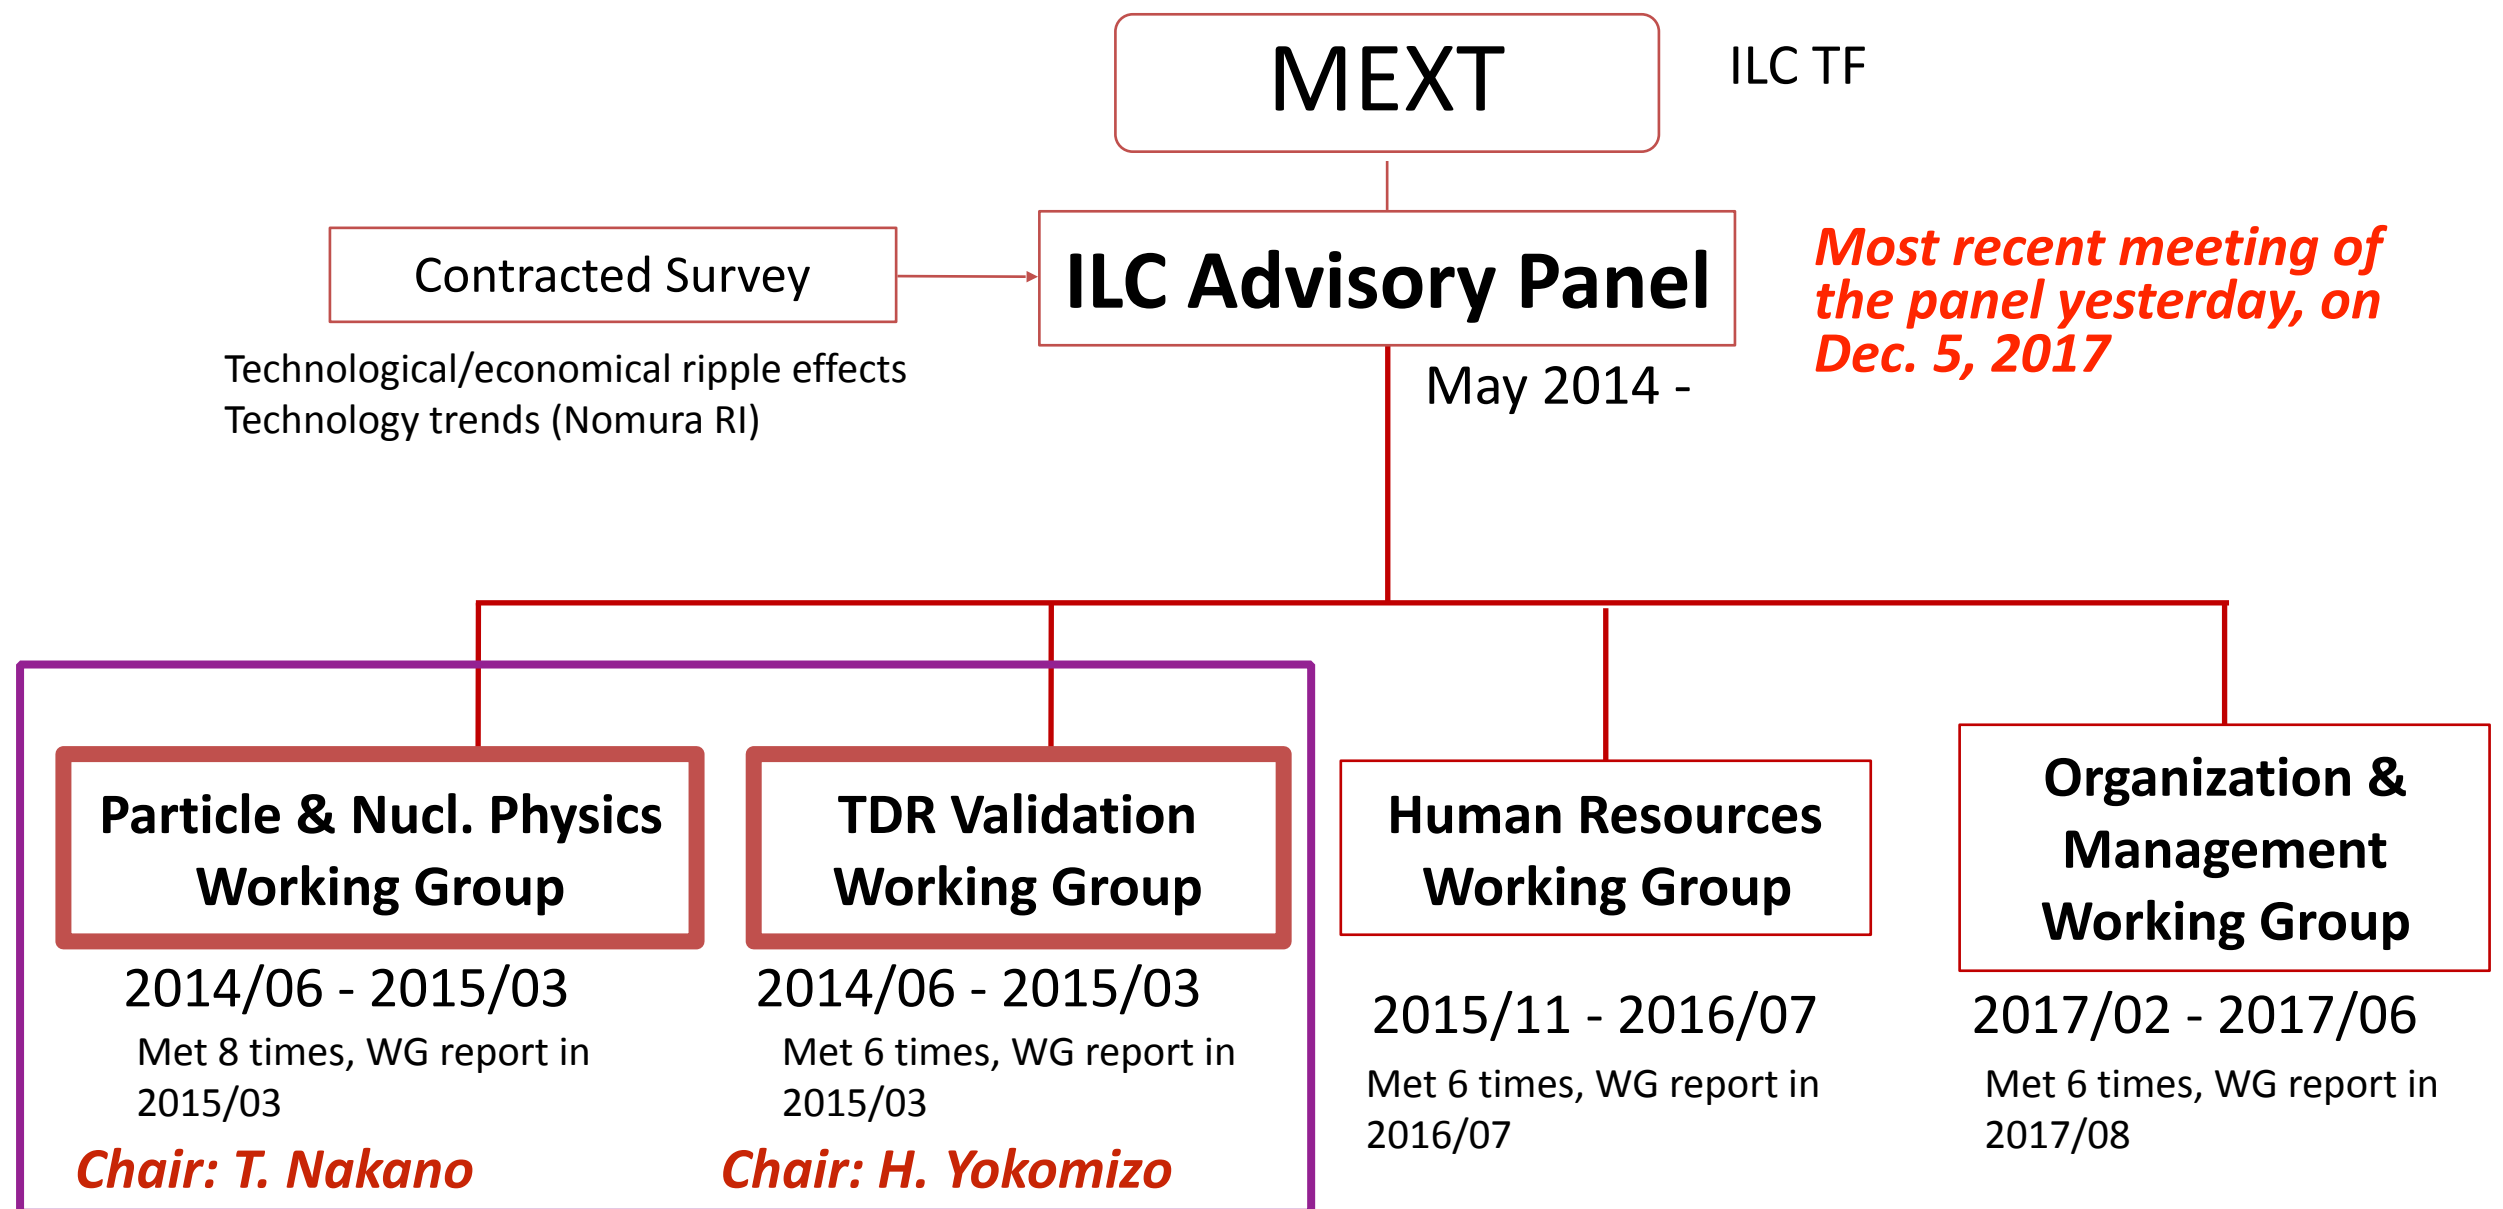 MEXT
ILC TF
Contracted Survey
ILC Advisory Panel
Most recent meeting of
the panel yesterday, on
Dec. 5, 2017
Technological/economical ripple effects
Technology trends (Nomura RI)
May 2014 -
Particle & Nucl. Physics
Working Group
2014/06 - 2015/03
Met 8 times, WG report in
2015/03
Chair: T. Nakano
TDR Validation
Working Group
2014/06 - 2015/03
Met 6 times, WG report in
2015/03
Chair: H. Yokomizo
Human Resources
Working Group
2015/11 - 2016/07
Met 6 times, WG report in
2016/07
Organization &
Management
Working Group
2017/02 - 2017/06
Met 6 times, WG report in
2017/08